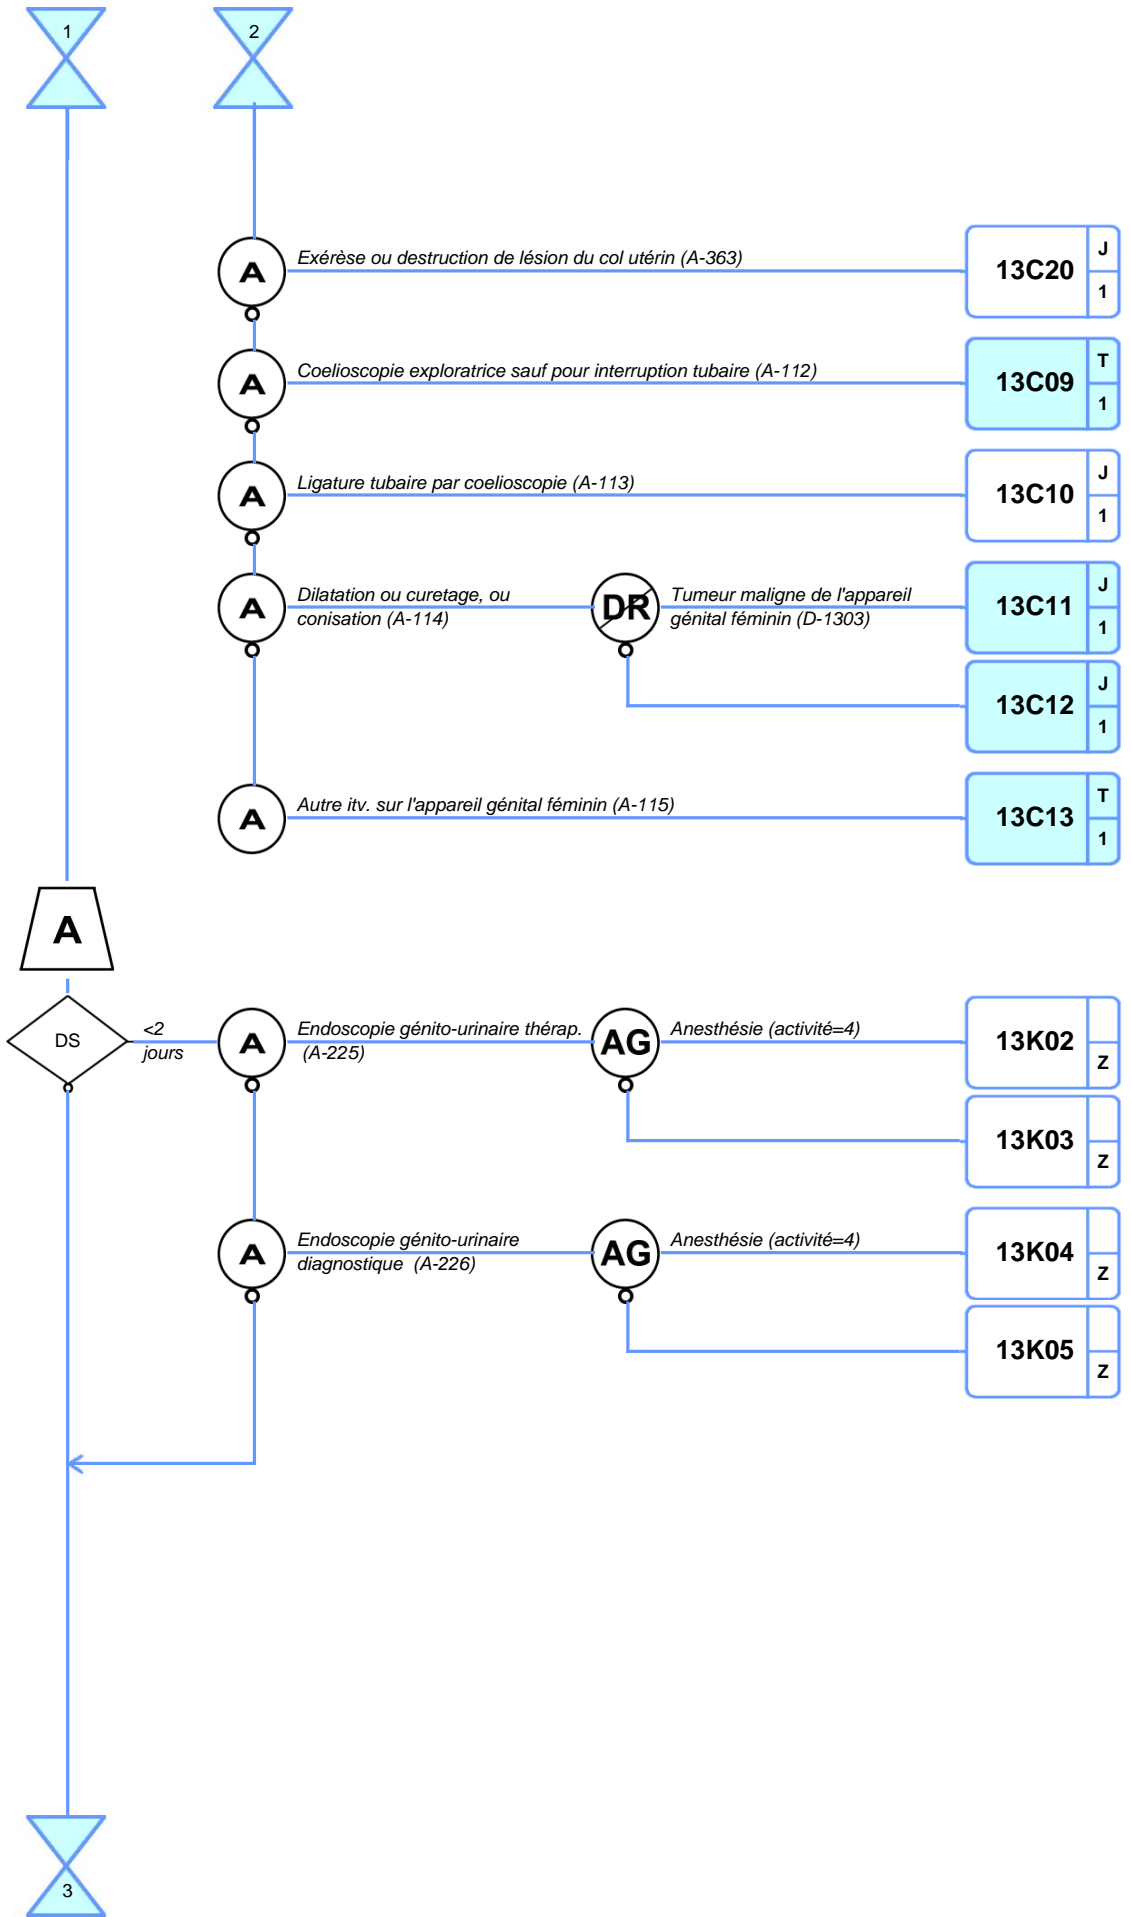 1
2
A
Exérèse ou destruction de lésion du col utérin (A-363)
13C20
J
1
A
Coelioscopie exploratrice sauf pour interruption tubaire (A-112)
13C09
T
1
A
Ligature tubaire par coelioscopie (A-113)
13C10
J
1
A
Dilatation ou curetage, ou
conisation (A-114)
DR
Tumeur maligne de l'appareil
génital féminin (D-1303)
13C11
J
1
13C12
J
1
A
Autre itv. sur l'appareil génital féminin (A-115)
13C13
T
1
A
DS
<2
jours
A
Endoscopie génito-urinaire thérap.
(A-225)
AG
Anesthésie (activité=4)
13K02
Z
13K03
Z
A
Endoscopie génito-urinaire
diagnostique (A-226)
AG
Anesthésie (activité=4)
13K04
Z
13K05
Z
3